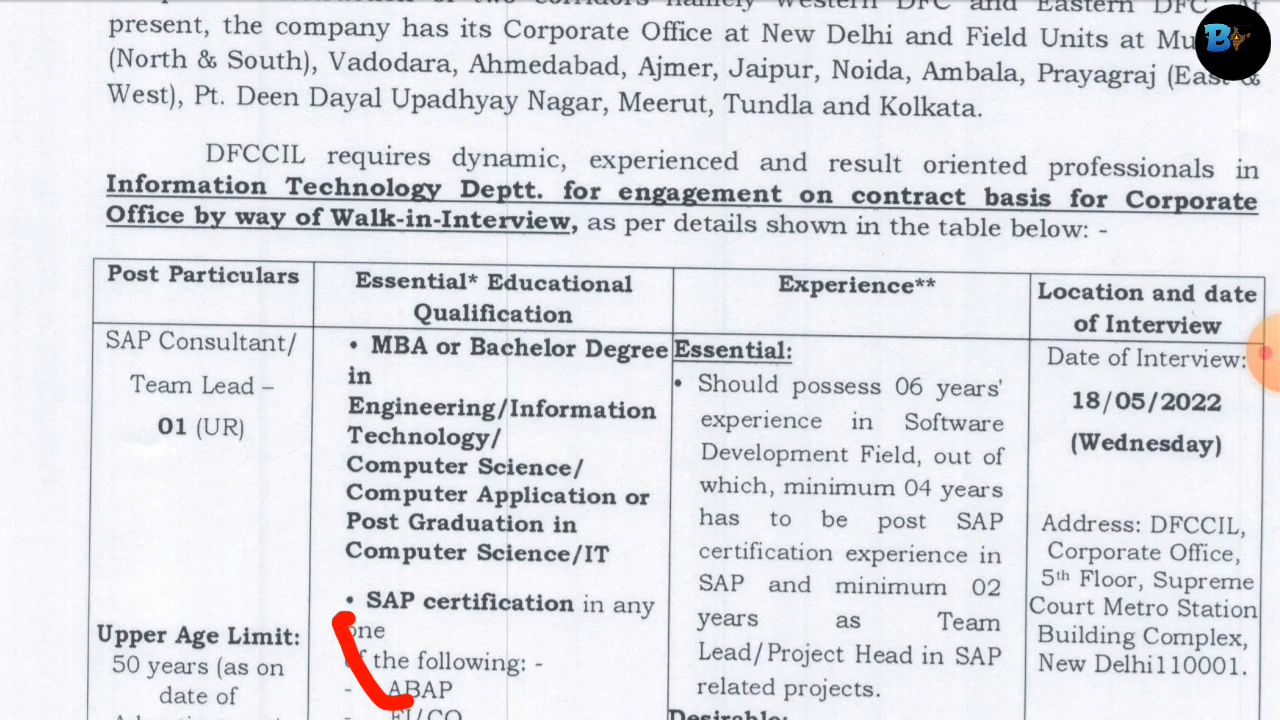 present, the company has its Corporate Office at New Delhi and Field Units at
(North & South), Vadodara, Ahmedabad, Ajmer, Jaipur, Noida, Ambala, Prayagraj (East &
West), Pt. Deen Dayal Upadhyay Nagar, Meerut, Tundla and Kolkata.
DFCCIL requires dynamic, experienced and result oriented professionals in
Information Technology Deptt. for engagement on contract basis for Corporate
Office by way of Walk-in-Interview, as per details shown in the table below: -
Post Particulars
Essential* Educational
Qualification
Experience**
Location and date
of Interview
SAP Consultant/
Team Lead –
01 (UR)
Upper Age Limit:
50 years (as on
date of
• MBA or Bachelor Degree
in
Engineering/Information
Technology/
Computer Science/
Computer Application or
Post Graduation in
Computer Science/IT
• SAP certification in any
one
of the following: -
- ABAP
- FI/CO
Essential:
• Should possess 06 years'
experience in Software
Development Field, out of
which, minimum 04 years
has to be post SAP
certification experience in
SAP and minimum 02
years as Team
Lead/Project Head in SAP
related projects.
Desirable:
Date of Interview:
18/05/2022
(Wednesday)
Address: DFCCIL,
Corporate Office,
5th Floor, Supreme
Court Metro Station
Building Complex,
New Delhi110001.
B